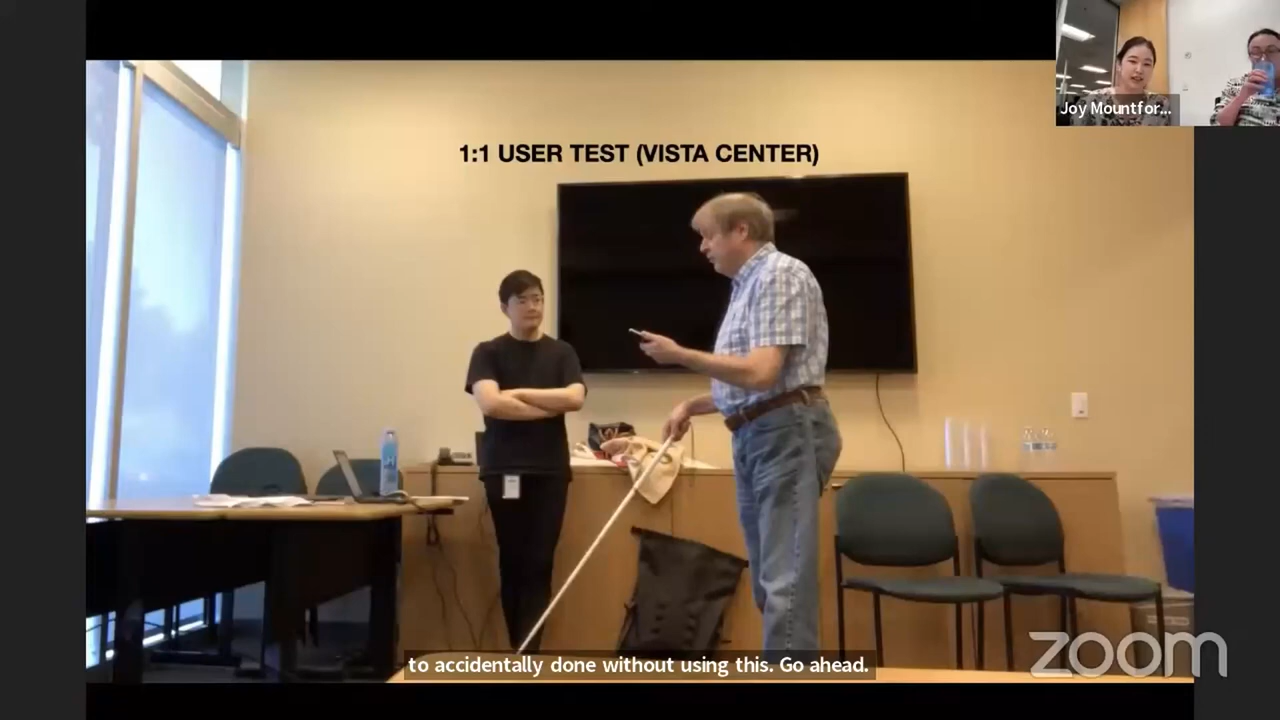 Joy Mountfor...
1:1 USER TEST (VISTA CENTER)
to accidentally done without using this. Go ahead.
zoom